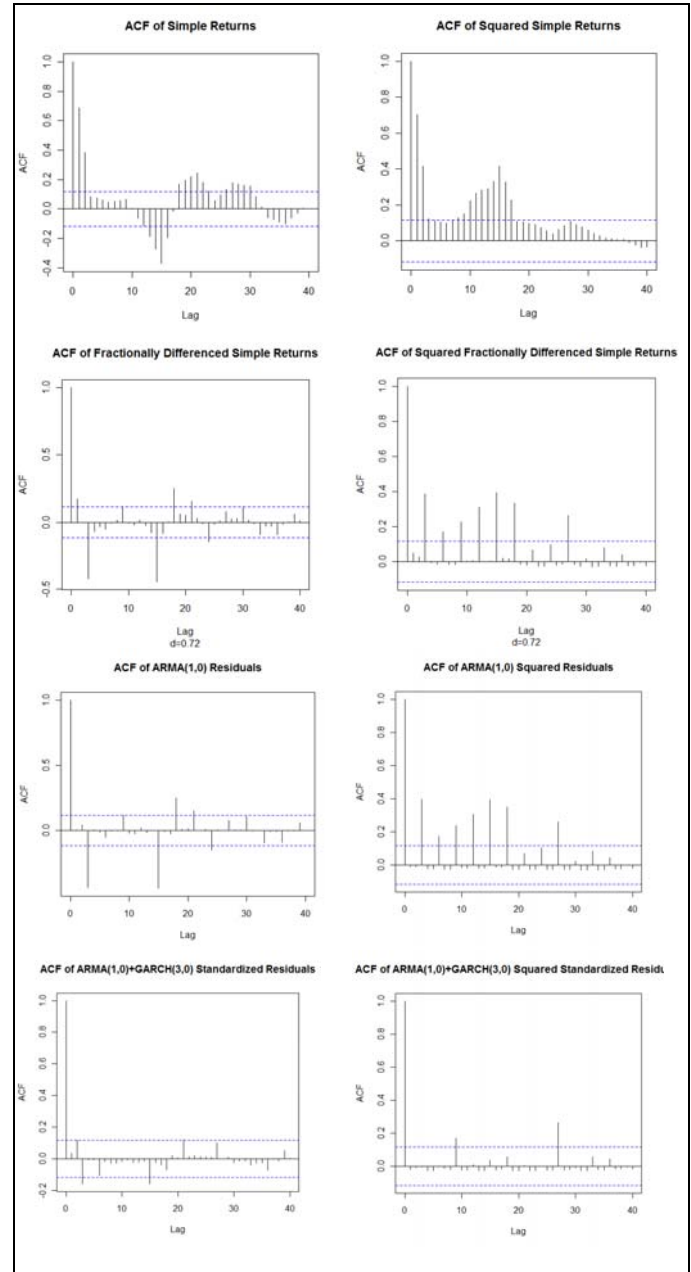 ACF of Simple Returns
ACF
1.0
0.8
0.6
0.4
0.2
0.0
-0.2
-0.4
0 10 20 30 40
Lag
ACF of Squared Simple Returns
ACF
1.0
0.8
0.6
0.4
0.2
0.0
0 10 20 30 40
Lag
ACF of Fractionally Differenced Simple Returns
ACF
1.0
0.5
0.0
-0.5
0 10 20 30 40
Lag
d=0.72
ACF of Squared Fractionally Differenced Simple Returns
ACF
1.0
0.8
0.6
0.4
0.2
0.0
0 10 20 30 40
Lag
d=0.72
ACF of ARMA(1,0) Residuals
ACF
1.0
0.5
0.0
0 10 20 30 40
Lag
ACF of ARMA(1,0) Squared Residuals
ACF
1.0
0.8
0.6
0.4
0.2
0.0
0 10 20 30 40
Lag
ACF of ARMA(1,0)+GARCH(3,0) Standardized Residuals
ACF
1.0
0.8
0.6
0.4
0.2
0.0
-0.2
0 10 20 30 40
Lag
ACF of ARMA(1,0)+GARCH(3,0) Squared Standardized Residu
ACF
1.0
0.8
0.6
0.4
0.2
0.0
0 10 20 30 40
Lag